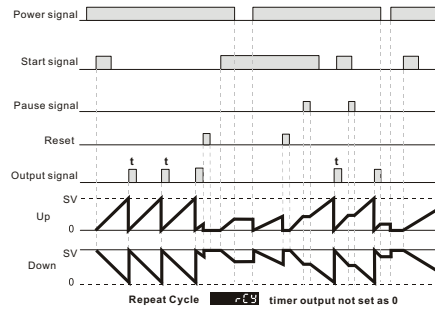 Power signal
Start signal
Pause signal
Reset
t t t
Output signal
SV
Up
0
SV
Down
0
Repeat Cycle rCY timer output not set as 0